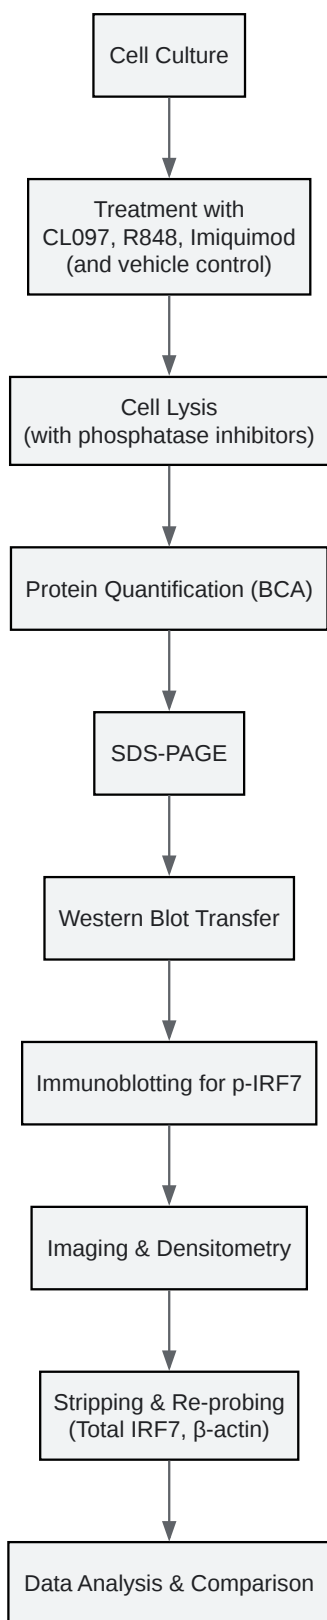 Cell Culture
Treatment with
CL097, R848, Imiquimod
(and vehicle control)
Cell Lysis
(with phosphatase inhibitors)
Protein Quantification (BCA)
SDS-PAGE
Western Blot Transfer
Immunoblotting for p-IRF7
Imaging & Densitometry
Stripping & Re-probing
(Total IRF7, β-actin)
Data Analysis & Comparison